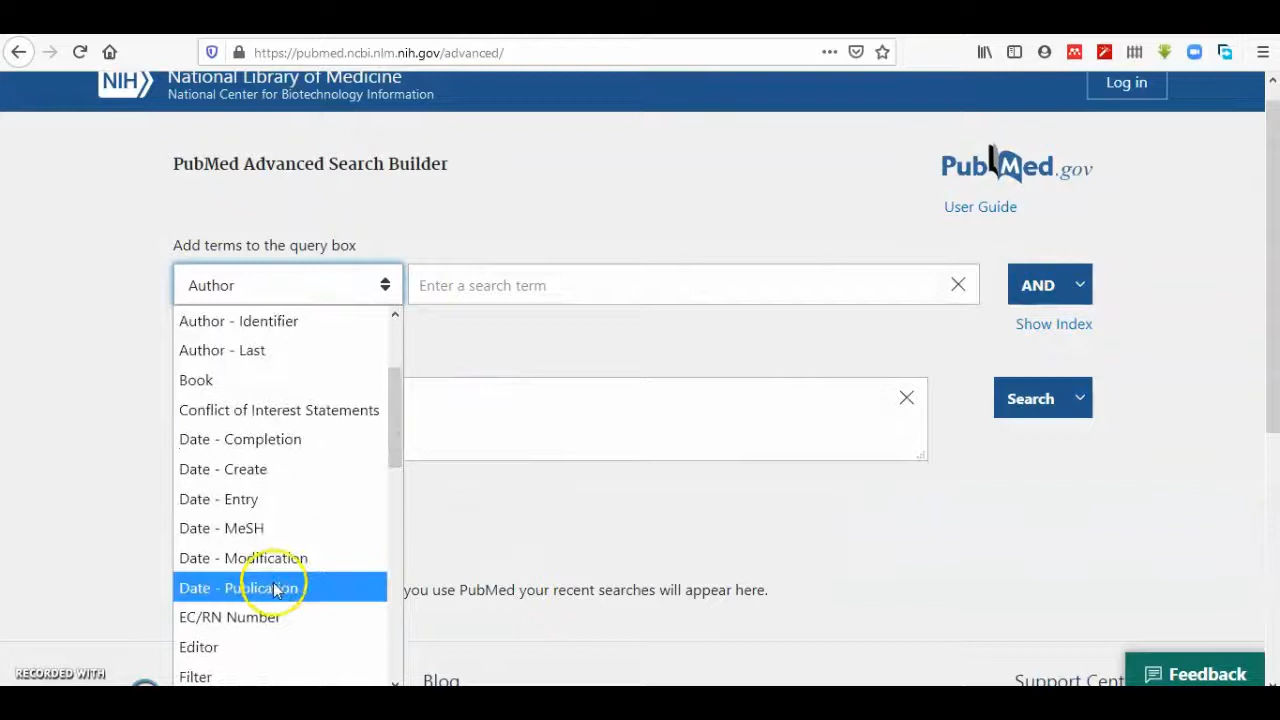 https://pubmed.ncbi.nlm.nih.gov/advanced/
NIH
National Library of Medicine
National Center for Biotechnology Information
Log in
PubMed Advanced Search Builder
PubMed.gov
User Guide
Add terms to the query box
Author
Enter a search term
AND
Show Index
Author - Identifier
Author - Last
Book
Conflict of Interest Statements
Search
Date - Completion
Date - Create
Date - Entry
Date - MeSH
Date - Modification
Date - Publication
you use PubMed your recent searches will appear here.
EC/RN Number
Editor
Filter
RECORDED WITH
Blog
Support Cent
Feedback